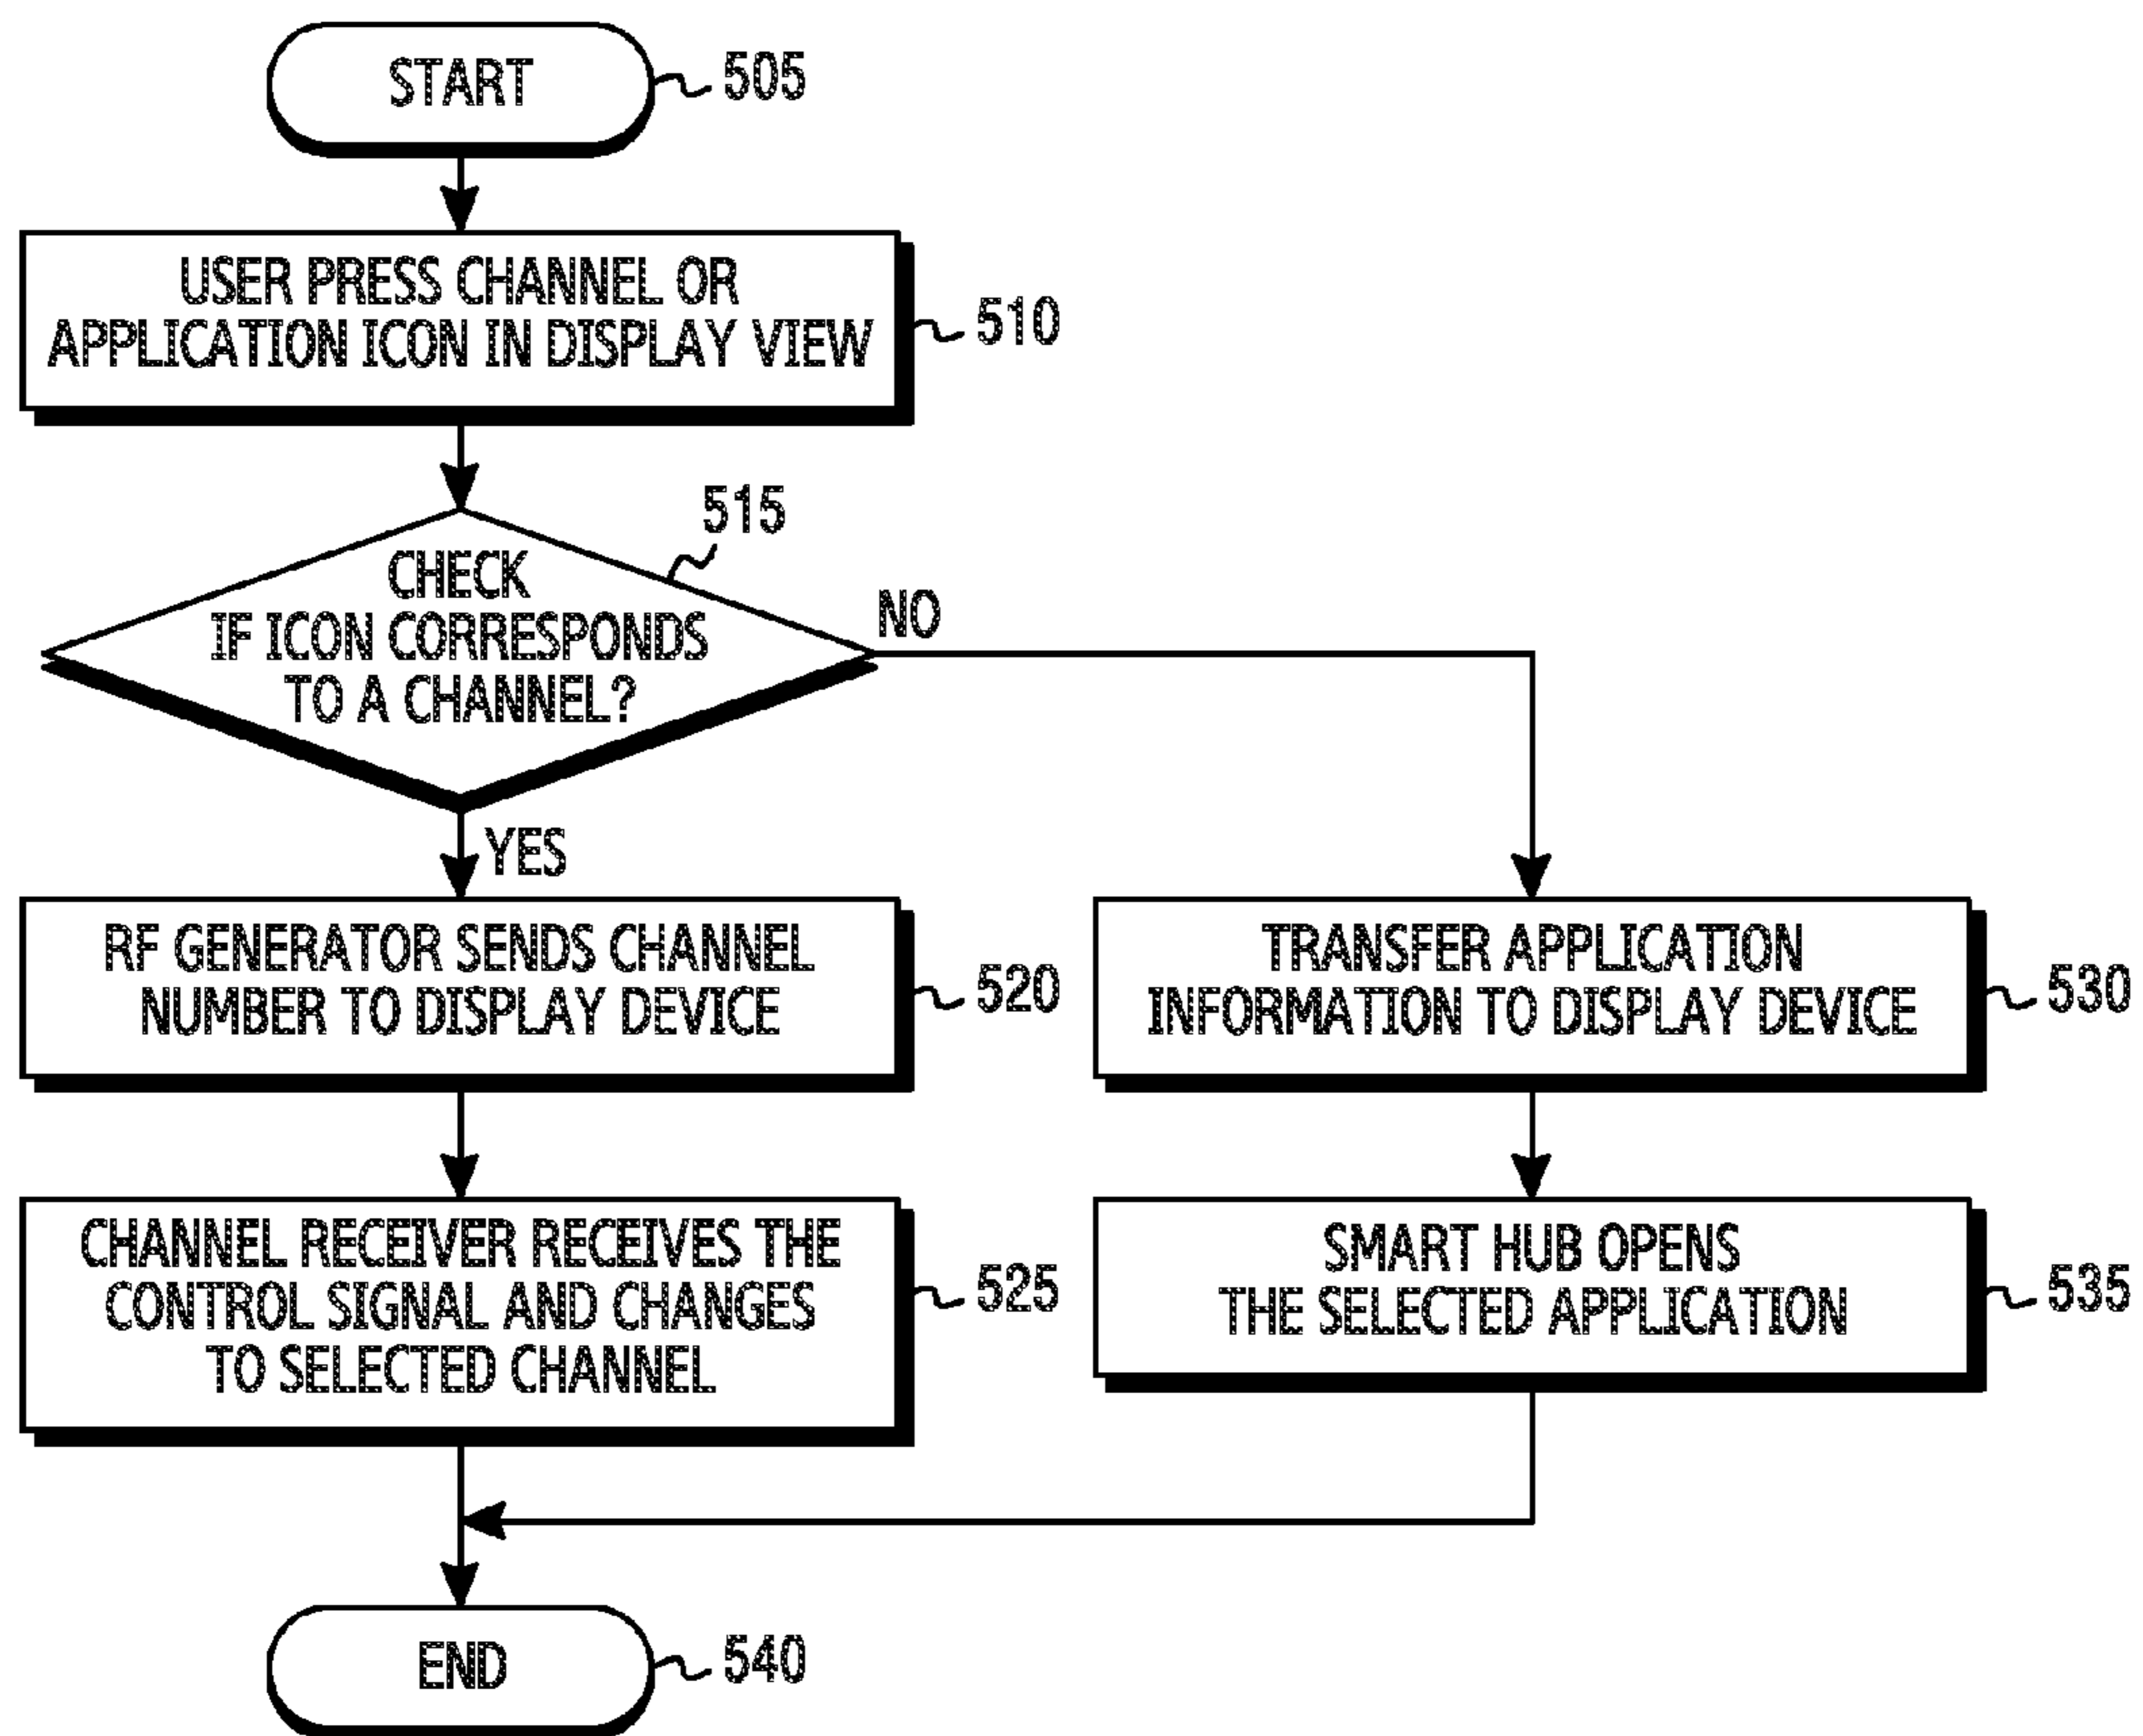 START
505
USER PRESS CHANNEL OR
APPLICATION ICON IN DISPLAY VIEW
510
515
CHECK
IF ICON CORRESPONDS
TO A CHANNEL?
NO
YES
RF GENERATOR SENDS CHANNEL
NUMBER TO DISPLAY DEVICE
520
TRANSFER APPLICATION
INFORMATION TO DISPLAY DEVICE
530
CHANNEL RECEIVER RECEIVES THE
CONTROL SIGNAL AND CHANGES
TO SELECTED CHANNEL
525
SMART HUB OPENS
THE SELECTED APPLICATION
535
END
540